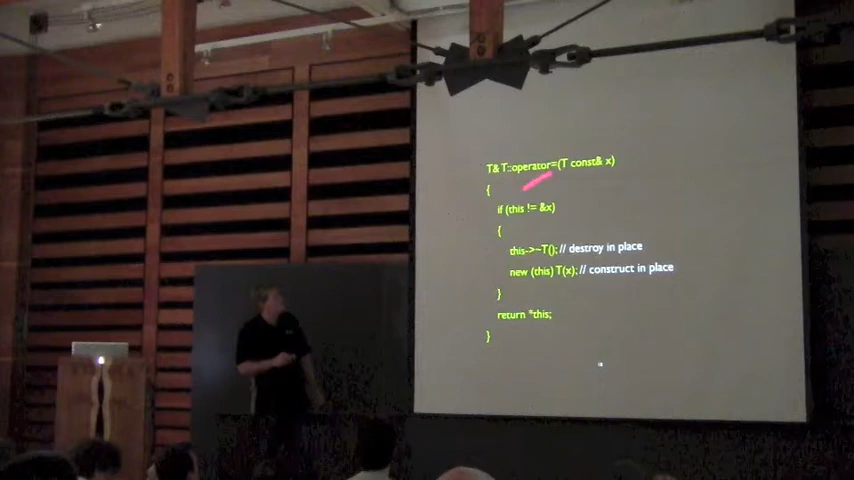 T& T::operator=(T const& x)
{
if (this != &x)
{
this->~T(); // destroy in place
new (this) T(x); // construct in place
}
return *this;
}